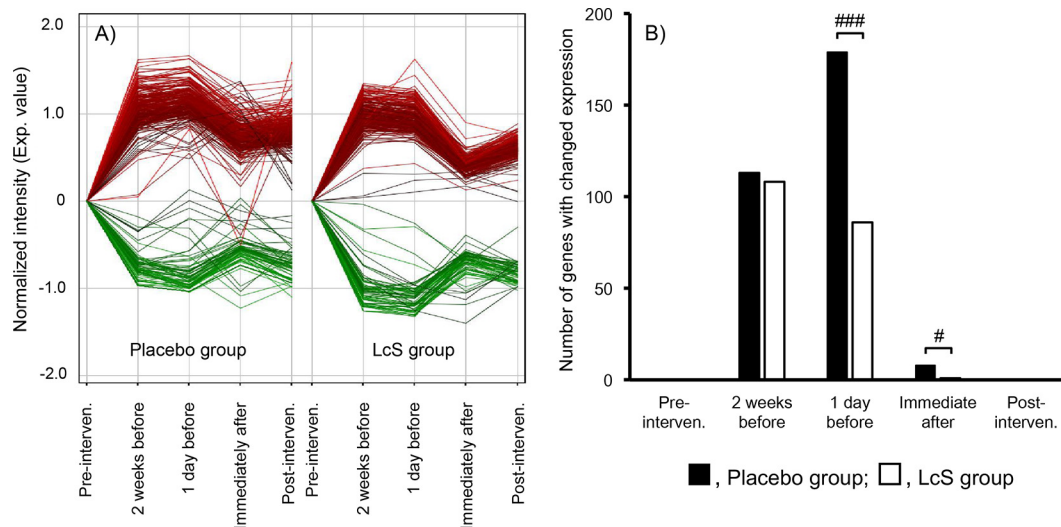 A)
Normalized intensity (Exp. value)
2.0
1.0
0
-1.0
-2.0
Placebo group
LcS group
Pre-interven.
2 weeks before
1 day before
Immediately after
Post-interven.
Pre-interven.
2 weeks before
1 day before
Immediately after
Post-interven.
B)
Number of genes with changed expression
200
150
100
50
0
###
#
Pre-
interven.
2 weeks
before
1 day
before
Immediate
after
Post-
interven.
, Placebo group; , LcS group